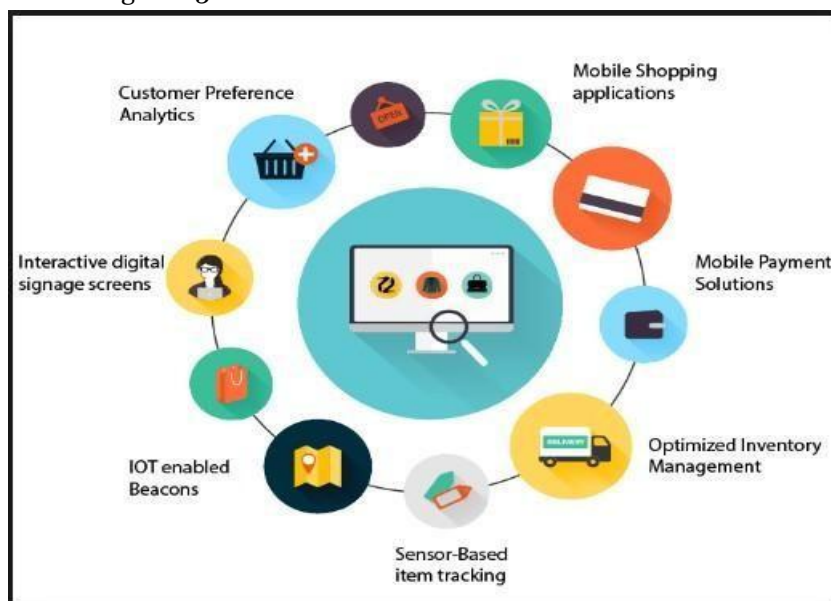 Mobile Shopping
applications
Customer Preference
Analytics
OPEN
Interactive digital
signage screens
Mobile Payment
Solutions
DELIVERY
Optimized Inventory
Management
IOT enabled
Beacons
Sensor-Based
item tracking